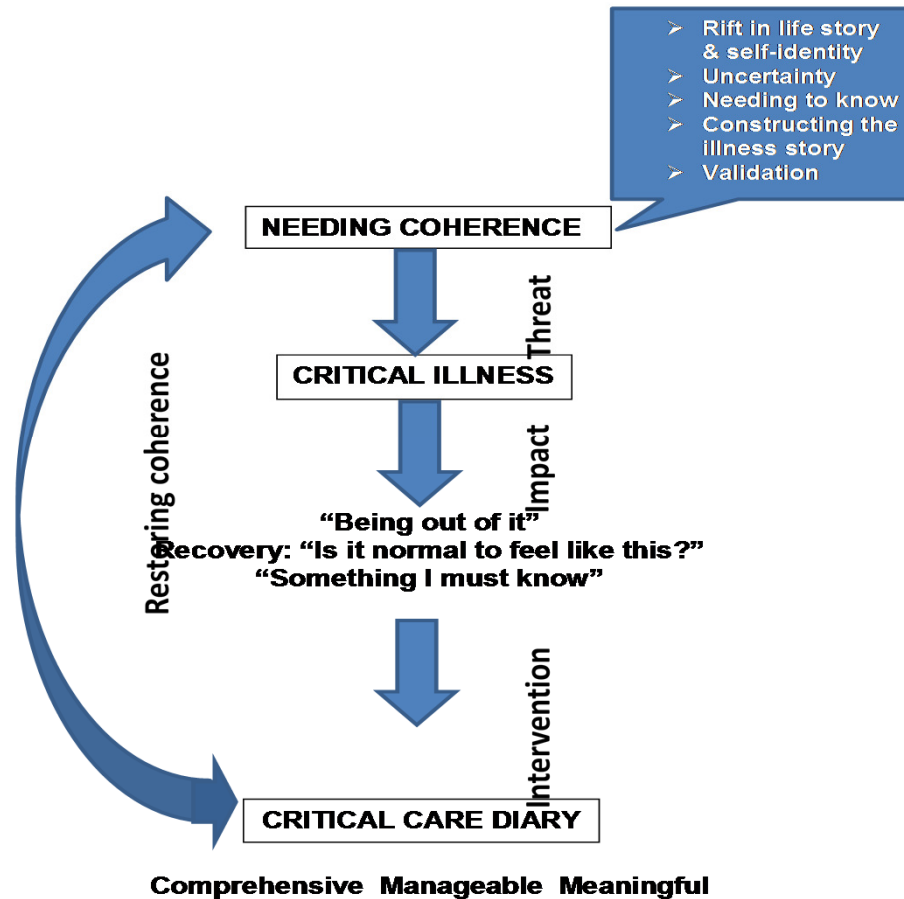 ➢ Rift in life story
& self-identity
➢ Uncertainty
➢ Needing to know
➢ Constructing the
illness story
➢ Validation
NEEDING COHERENCE
Threat
CRITICAL ILLNESS
Impact
Restoring coherence
“Being out of it”
Recovery: “Is it normal to feel like this?”
“Something I must know”
Intervention
CRITICAL CARE DIARY
Comprehensive Manageable Meaningful